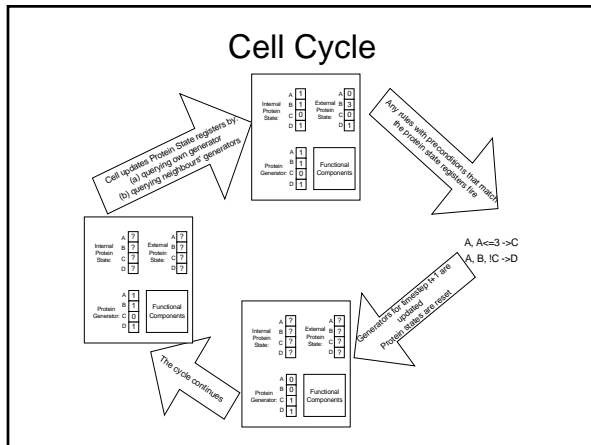 Cell Cycle
Cell updates Protein State registers by:
(a) querying own generator
(b) querying neighbours' generators
Internal
Protein
State:
A 1
B 1
C 0
D 1
External
Protein
State:
A 0
B 3
C 0
D 1
Protein
Generator:
A 1
B 1
C 0
D 1
Functional
Components
Any rules with preconditions that match
the protein state registers fire
A, A<=3 ->C
A, B, !C ->D
Generators for timestep t+1 are
updated
Protein states are reset
Internal
Protein
State:
A ?
B ?
C ?
D ?
External
Protein
State:
A ?
B ?
C ?
D ?
Protein
Generator:
A 0
B 0
C 1
D 1
Functional
Components
The cycle continues
Internal
Protein
State:
A ?
B ?
C ?
D ?
External
Protein
State:
A ?
B ?
C ?
D ?
Protein
Generator:
A 1
B 1
C 0
D 1
Functional
Components